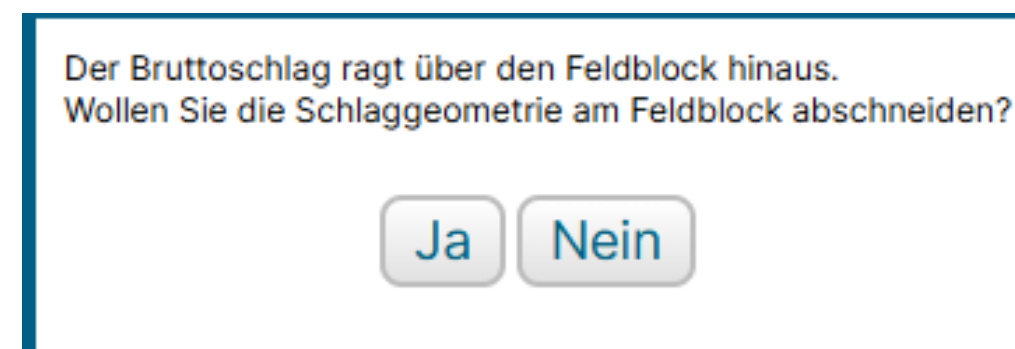 Der Bruttoschlag ragt über den Feldblock hinaus.
Wollen Sie die Schlaggeometrie am Feldblock abschneiden?
Ja Nein